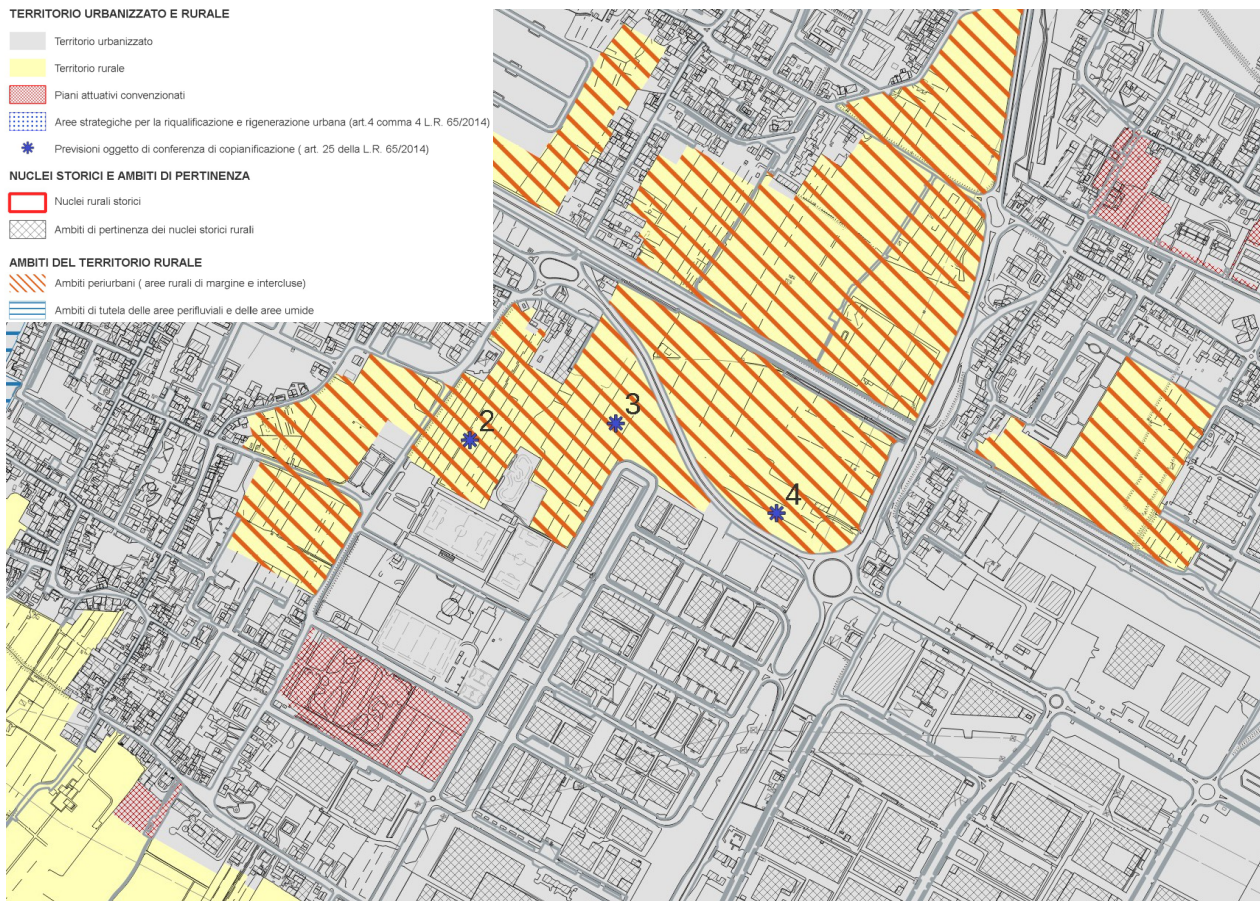 TERRITORIO URBANIZZATO E RURALE
Territorio urbanizzato
Territorio rurale
Piani attuativi convenzionati
Aree strategiche per la riqualificazione e rigenerazione urbana (art.4 comma 4 L.R. 65/2014)
Previsioni oggetto di conferenza di copianificazione ( art. 25 della L.R. 65/2014)
NUCLEI STORICI E AMBITI DI PERTINENZA
Nuclei rurali storici
Ambiti di pertinenza dei nuclei storici rurali
AMBITI DEL TERRITORIO RURALE
Ambiti periurbani ( aree rurali di margine e intercluse)
Ambiti di tutela delle aree perifluviali e delle aree umide
2
3
4